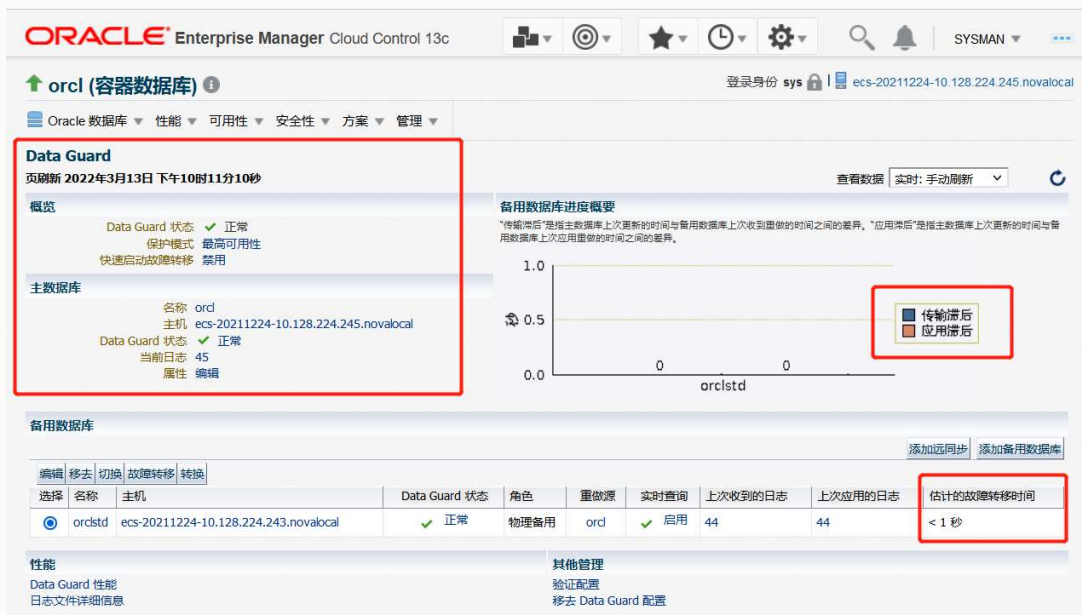 ORACLE Enterprise Manager Cloud Control 13c
SYSMAN
orcl (容器数据库)
登录身份 sys ecs-20211224-10.128.224.245.novalocal
Oracle 数据库 性能 可用性 安全性 方案 管理
Data Guard
页刷新 2022年3月13日 下午10时11分10秒
查看数据 实时: 手动刷新
概览
Data Guard 状态 正常
保护模式 最高可用性
快速启动故障转移 禁用
主数据库
名称 orcl
主机 ecs-20211224-10.128.224.245.novalocal
Data Guard 状态 正常
当前日志 45
属性 编辑
备用数据库进度概要
"传输滞后"是指主数据库上次更新的时间与备用数据库上次收到重做的时间之间的差异。"应用滞后"是指主数据库上次更新的时间与备
用数据库上次应用重做的时间之间的差异。
1.0
秒 0.5
0.0
0 0
orclstd
传输滞后
应用滞后
备用数据库
添加远同步 添加备用数据库
编辑 移去 切换 故障转移 转换
选择 名称 主机 Data Guard 状态 角色 重做源 实时查询 上次收到的日志 上次应用的日志 估计的故障转移时间
orclstd ecs-20211224-10.128.224.243.novalocal 正常 物理备用 orcl 启用 44 44 < 1 秒
性能
Data Guard 性能
日志文件详细信息
其他管理
验证配置
移去 Data Guard 配置